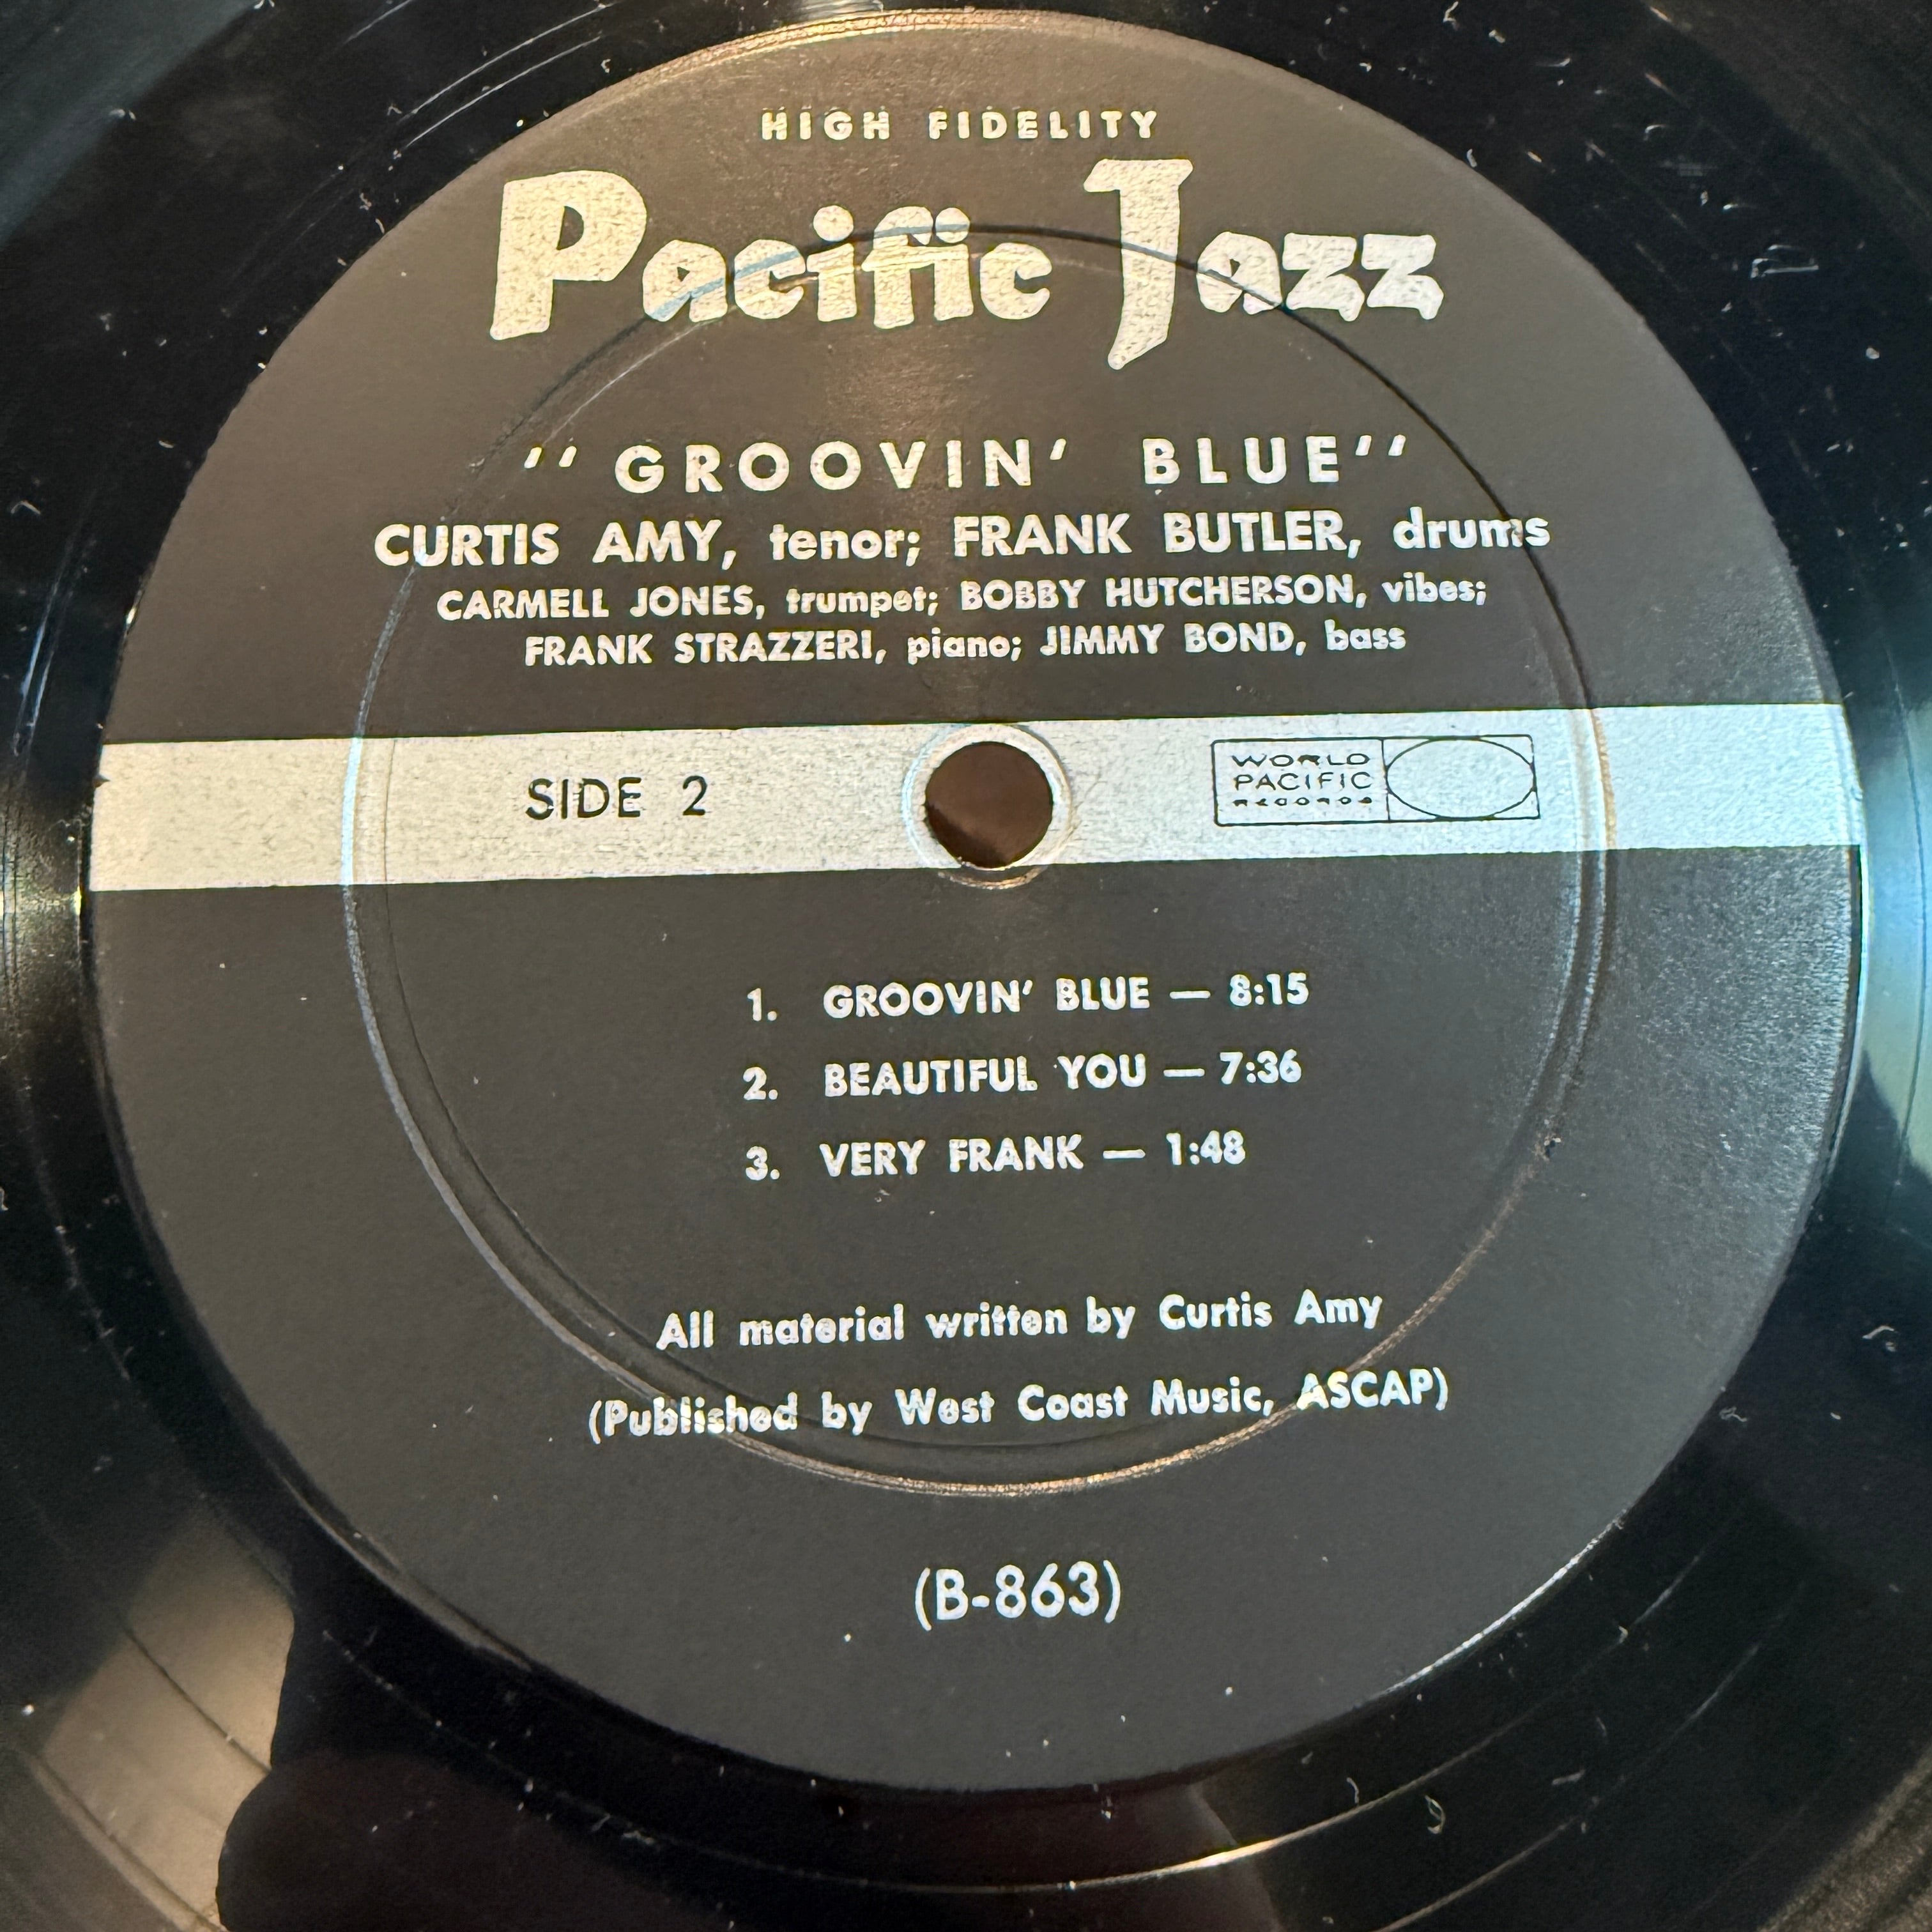 HIGH FIDELITY
Pacific Jazz
"GROOVIN' BLUE"
CURTIS AMY, tenor; FRANK BUTLER, drums
CARMELL JONES, trumpet; BOBBY HUTCHERSON, vibes;
FRANK STRAZZERI, piano; JIMMY BOND, bass
SIDE 2
WORLD
PACIFIC
RECORDS
1. GROOVIN' BLUE — 8:15
2. BEAUTIFUL YOU — 7:36
3. VERY FRANK — 1:48
All material written by Curtis Amy
(Published by West Coast Music, ASCAP)
(B-863)